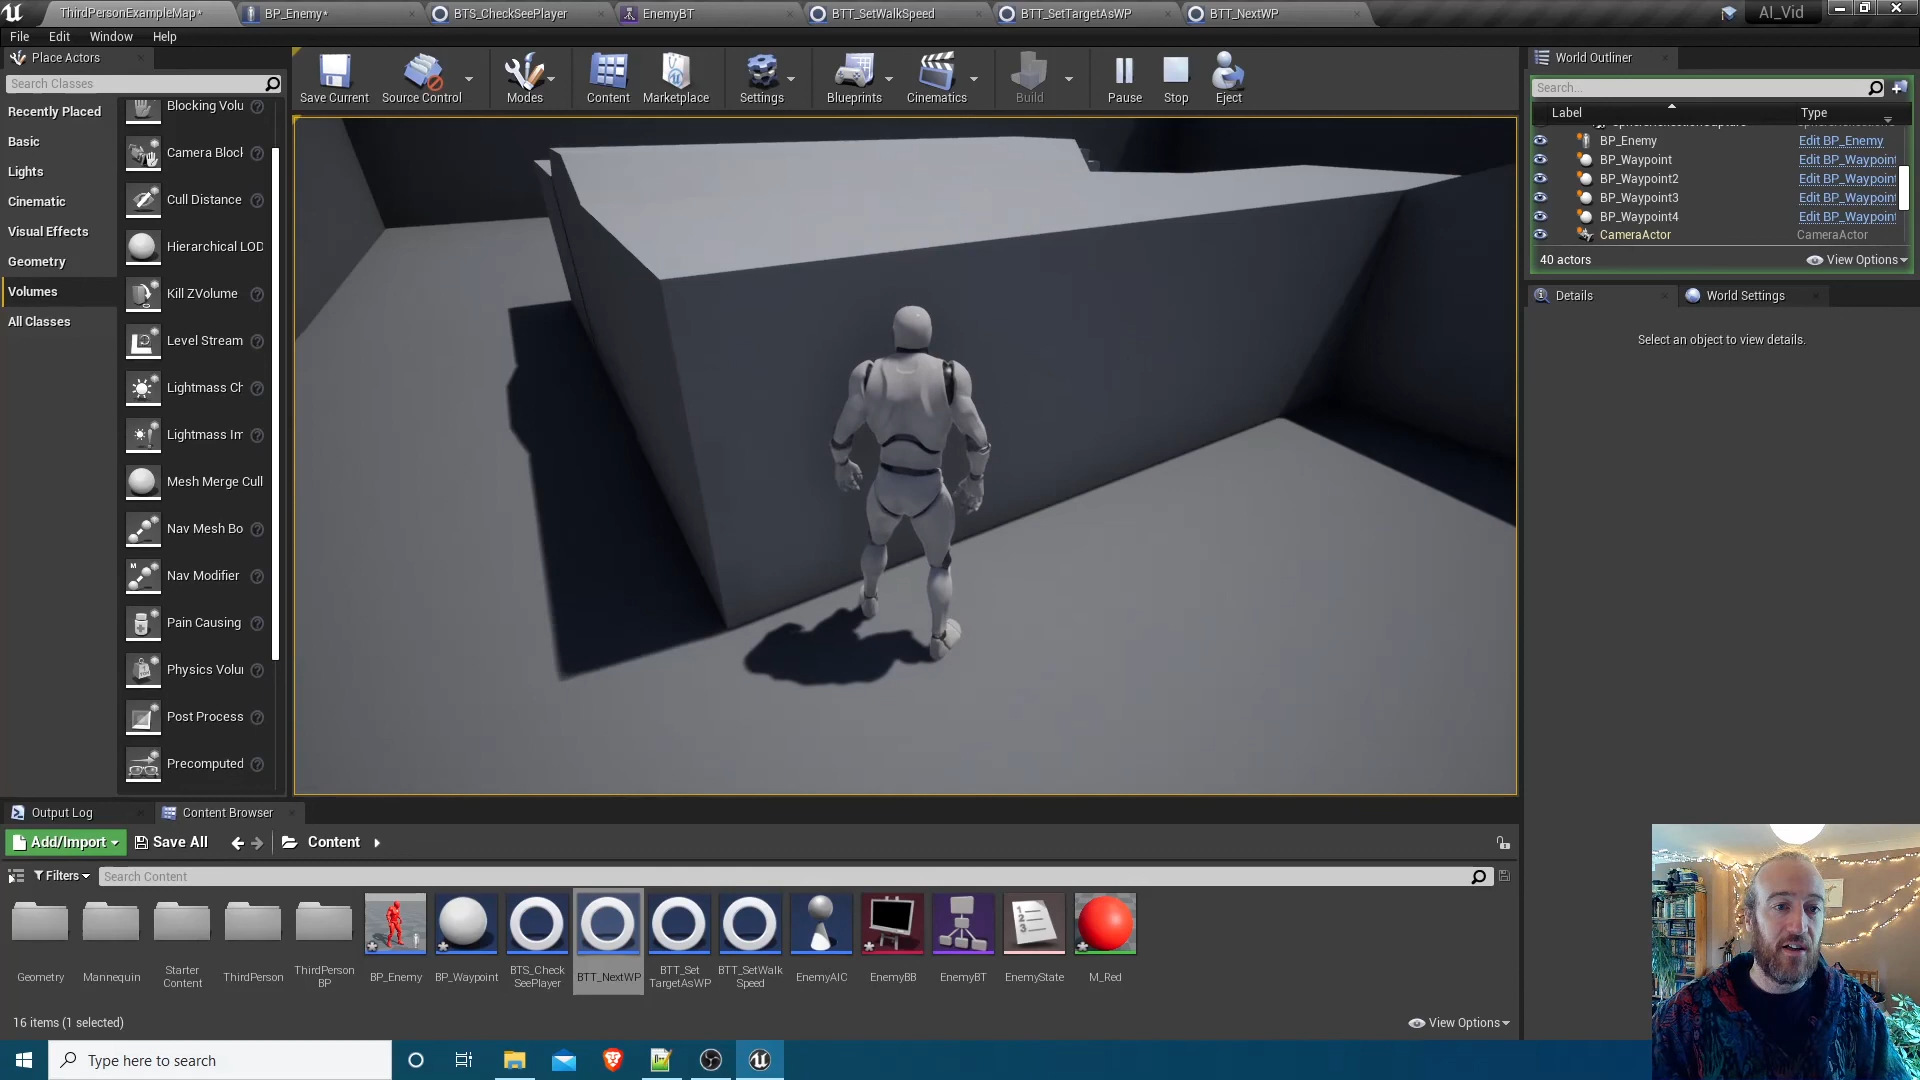 ThirdPersonExampleMap*
BP_Enemy*
BTS_CheckSeePlayer
EnemyBT
BTT_SetWalkSpeed
BTT_SetTargetAsWP
BTT_NextWP
AI_Vid
File
Edit
Window
Help
Place Actors
Search Classes
Recently Placed
Basic
Lights
Cinematic
Visual Effects
Geometry
Volumes
All Classes
Blocking Volu
Camera Block
Cull Distance
Hierarchical LOD
Kill ZVolume
Level Stream
Lightmass Ch
Lightmass Im
Mesh Merge Cull
Nav Mesh Bo
Nav Modifier
Pain Causing
Physics Volur
Post Process
Precomputed
Save Current
Source Control
Modes
Content
Marketplace
Settings
Blueprints
Cinematics
Build
Pause
Stop
Eject
World Outliner
Search...
Label
Type
BP_Enemy
Edit BP_Enemy
BP_Waypoint
Edit BP_Waypoint
BP_Waypoint2
Edit BP_Waypoint
BP_Waypoint3
Edit BP_Waypoint
BP_Waypoint4
Edit BP_Waypoint
CameraActor
CameraActor
40 actors
View Options
Details
World Settings
Select an object to view details.
Output Log
Content Browser
Add/Import
Save All
Content
Filters
Search Content
Geometry
Mannequin
Starter
Content
ThirdPerson
ThirdPerson
BP
BP_Enemy
BP_Waypoint
BTS_Check
SeePlayer
BTT_NextWP
BTT_Set
TargetAsWP
BTT_SetWalk
Speed
EnemyAIC
EnemyBB
EnemyBT
EnemyState
M_Red
16 items (1 selected)
View Options
Type here to search